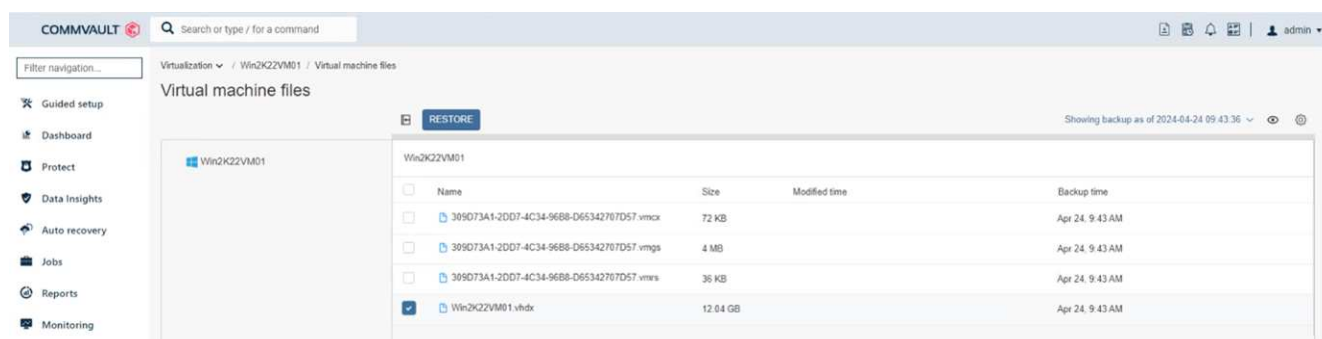 COMMVAULT
Search or type / for a command
admin
Filter navigation...
Virtualization / Win2K22VM01 / Virtual machine files
Virtual machine files
Guided setup
Dashboard
Protect
Data Insights
Auto recovery
Jobs
Reports
Monitoring
RESTORE
Showing backup as of 2024-04-24 09:43:36
Win2K22VM01
Win2K22VM01
Name Size Modified time Backup time
309D73A1-2DD7-4C34-96B8-D65342707D57.vmcx 72 KB Apr 24, 9:43 AM
309D73A1-2DD7-4C34-96B8-D65342707D57.vmgs 4 MB Apr 24, 9:43 AM
309D73A1-2DD7-4C34-96B8-D65342707D57.vmrs 36 KB Apr 24, 9:43 AM
Win2K22VM01.vhdx 12.04 GB Apr 24, 9:43 AM